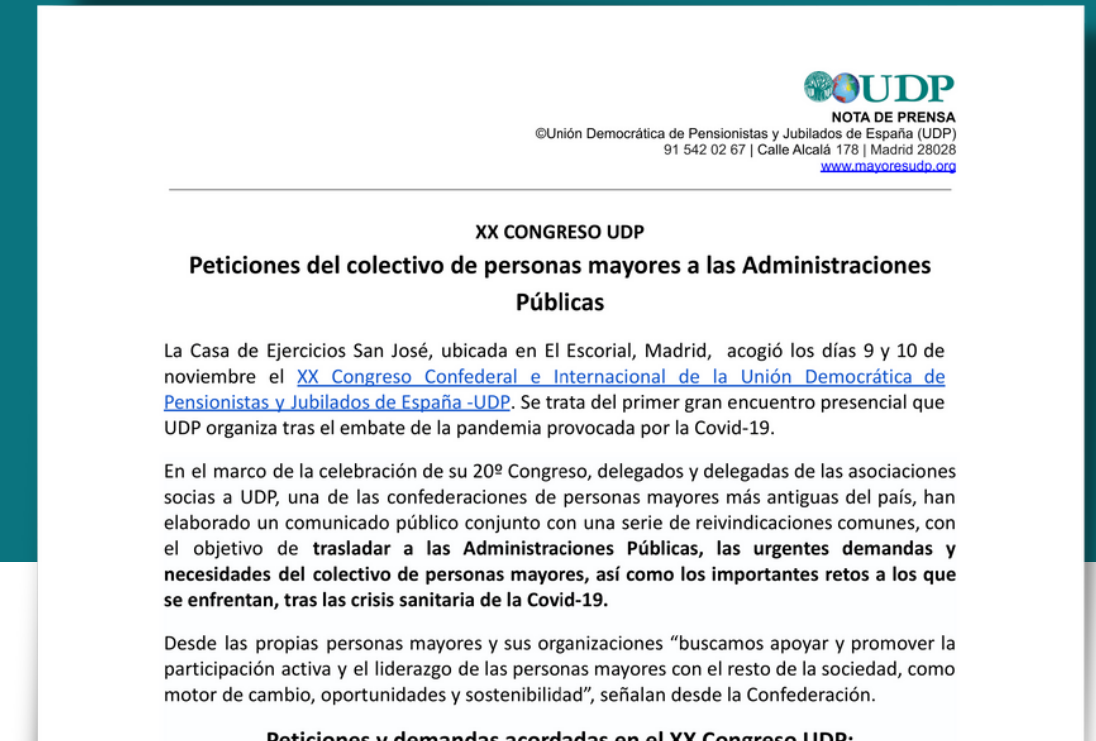 UDP
NOTA DE PRENSA
©Unión Democrática de Pensionistas y Jubilados de España (UDP)
91 542 02 67 | Calle Alcalá 178 | Madrid 28028
www.mayoresudp.org
XX CONGRESO UDP
Peticiones del colectivo de personas mayores a las Administraciones
Públicas
La Casa de Ejercicios San José, ubicada en El Escorial, Madrid, acogió los días 9 y 10 de
noviembre el XX Congreso Confederal e Internacional de la Unión Democrática de
Pensionistas y Jubilados de España -UDP. Se trata del primer gran encuentro presencial que
UDP organiza tras el embate de la pandemia provocada por la Covid-19.
En el marco de la celebración de su 20º Congreso, delegados y delegadas de las asociaciones
socias a UDP, una de las confederaciones de personas mayores más antiguas del país, han
elaborado un comunicado público conjunto con una serie de reivindicaciones comunes, con
el objetivo de trasladar a las Administraciones Públicas, las urgentes demandas y
necesidades del colectivo de personas mayores, así como los importantes retos a los que
se enfrentan, tras las crisis sanitaria de la Covid-19.
Desde las propias personas mayores y sus organizaciones “buscamos apoyar y promover la
participación activa y el liderazgo de las personas mayores con el resto de la sociedad, como
motor de cambio, oportunidades y sostenibilidad”, señalan desde la Confederación.
Peticiones y demandas acordadas en el XX Congreso UDP: